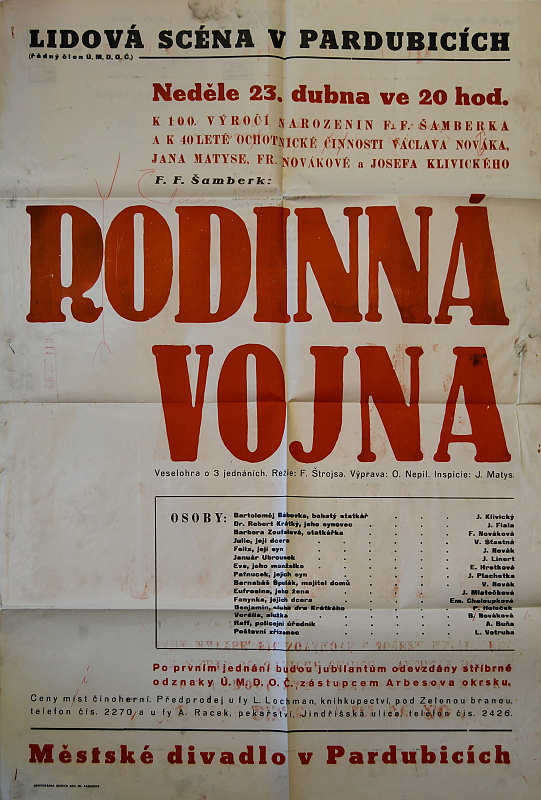 LIDOVÁ SCÉNA V PARDUBICÍCH
(řádný člen Ú. M. D. O. Č.)
Neděle 23. dubna ve 20 hod.
K 100. VÝROČÍ NAROZENIN F. F. ŠAMBERKA
A K 40LETÉ OCHOTNICKÉ ČINNOSTI VÁCLAVA NOVÁKA,
JANA MATYSE, FR. NOVÁKOVÉ a JOSEFA KLIVICKÉHO
F. F. Šamberk:
RODINNÁ
VOJNA
Veselohra o 3 jednáních. Režie: F. Štrojsa. Výprava: O. Nepil. Inspicie: J. Matys.
OSOBY:
Bartoloměj Bábovka, bohatý statkář J. Klivický
Dr. Robert Krátký, jeho synovec J. Fiala
Barbora Zoufalová, statkářka F. Nováková
Julie, její dcera V. Šťastná
Felix, její syn J. Novák
Január Ubrousek J. Linert
Eva, jeho manželka E. Hrotková
Pafnucek, jejich syn J. Plachetka
Barnabáš Špulák, majitel domů V. Novák
Eufrosina, jeho žena J. Mlatečková
Fanynka, jejich dcera Em. Chaloupková
Benjamin, sluha dra Krátkého
Voršila, služka B. Nováková
Raff, policejní úředník A. Buňa
Poštovní zřízenec L. Votruba
Po prvním jednání budou jubilantům odevzdány stříbrné
odznaky Ú. M. D. O. Č. zástupcem Arbesova okrsku.
Ceny míst činoherní. Předprodej u fy L. Lochman, knihkupectví, pod Zelenou branou,
telefon čís. 2270 a u fy A. Racek, pekařství, Jindřišská ulice, telefon čís. 2426.
Městské divadlo v Pardubicích